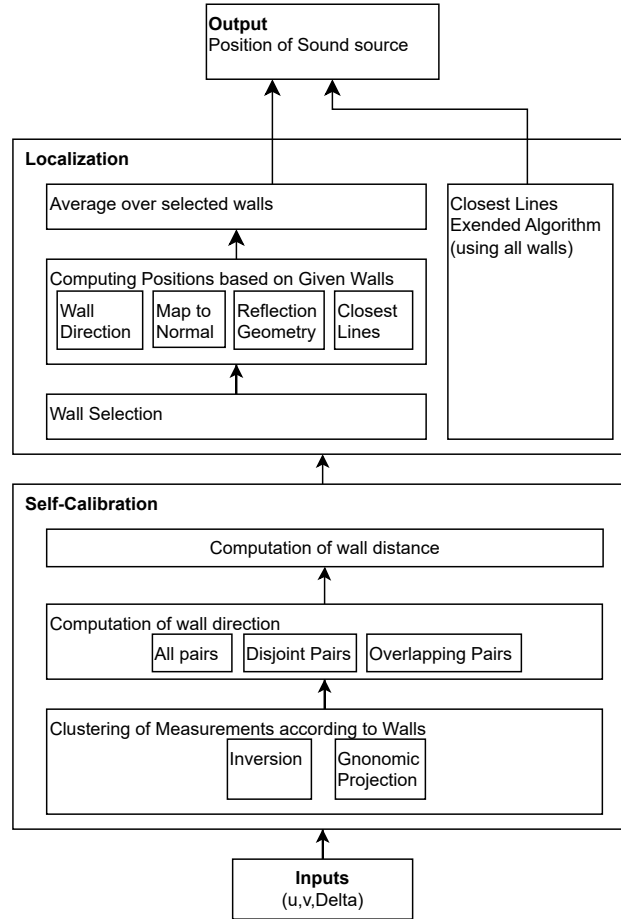 Output
Position of Sound source
Localization
Average over selected walls
Closest Lines
Exended Algorithm
(using all walls)
Computing Positions based on Given Walls
Wall
Direction
Map to
Normal
Reflection
Geometry
Closest
Lines
Wall Selection
Self-Calibration
Computation of wall distance
Computation of wall direction
All pairs
Disjoint Pairs
Overlapping Pairs
Clustering of Measurements according to Walls
Inversion
Gnonomic
Projection
Inputs
(u,v,Delta)